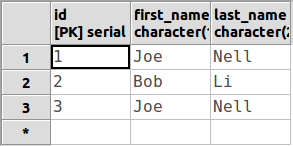 id first_name last_name
[PK] serial character( character(2
1 1 Joe Nell
2 2 Bob Li
3 3 Joe Nell
*